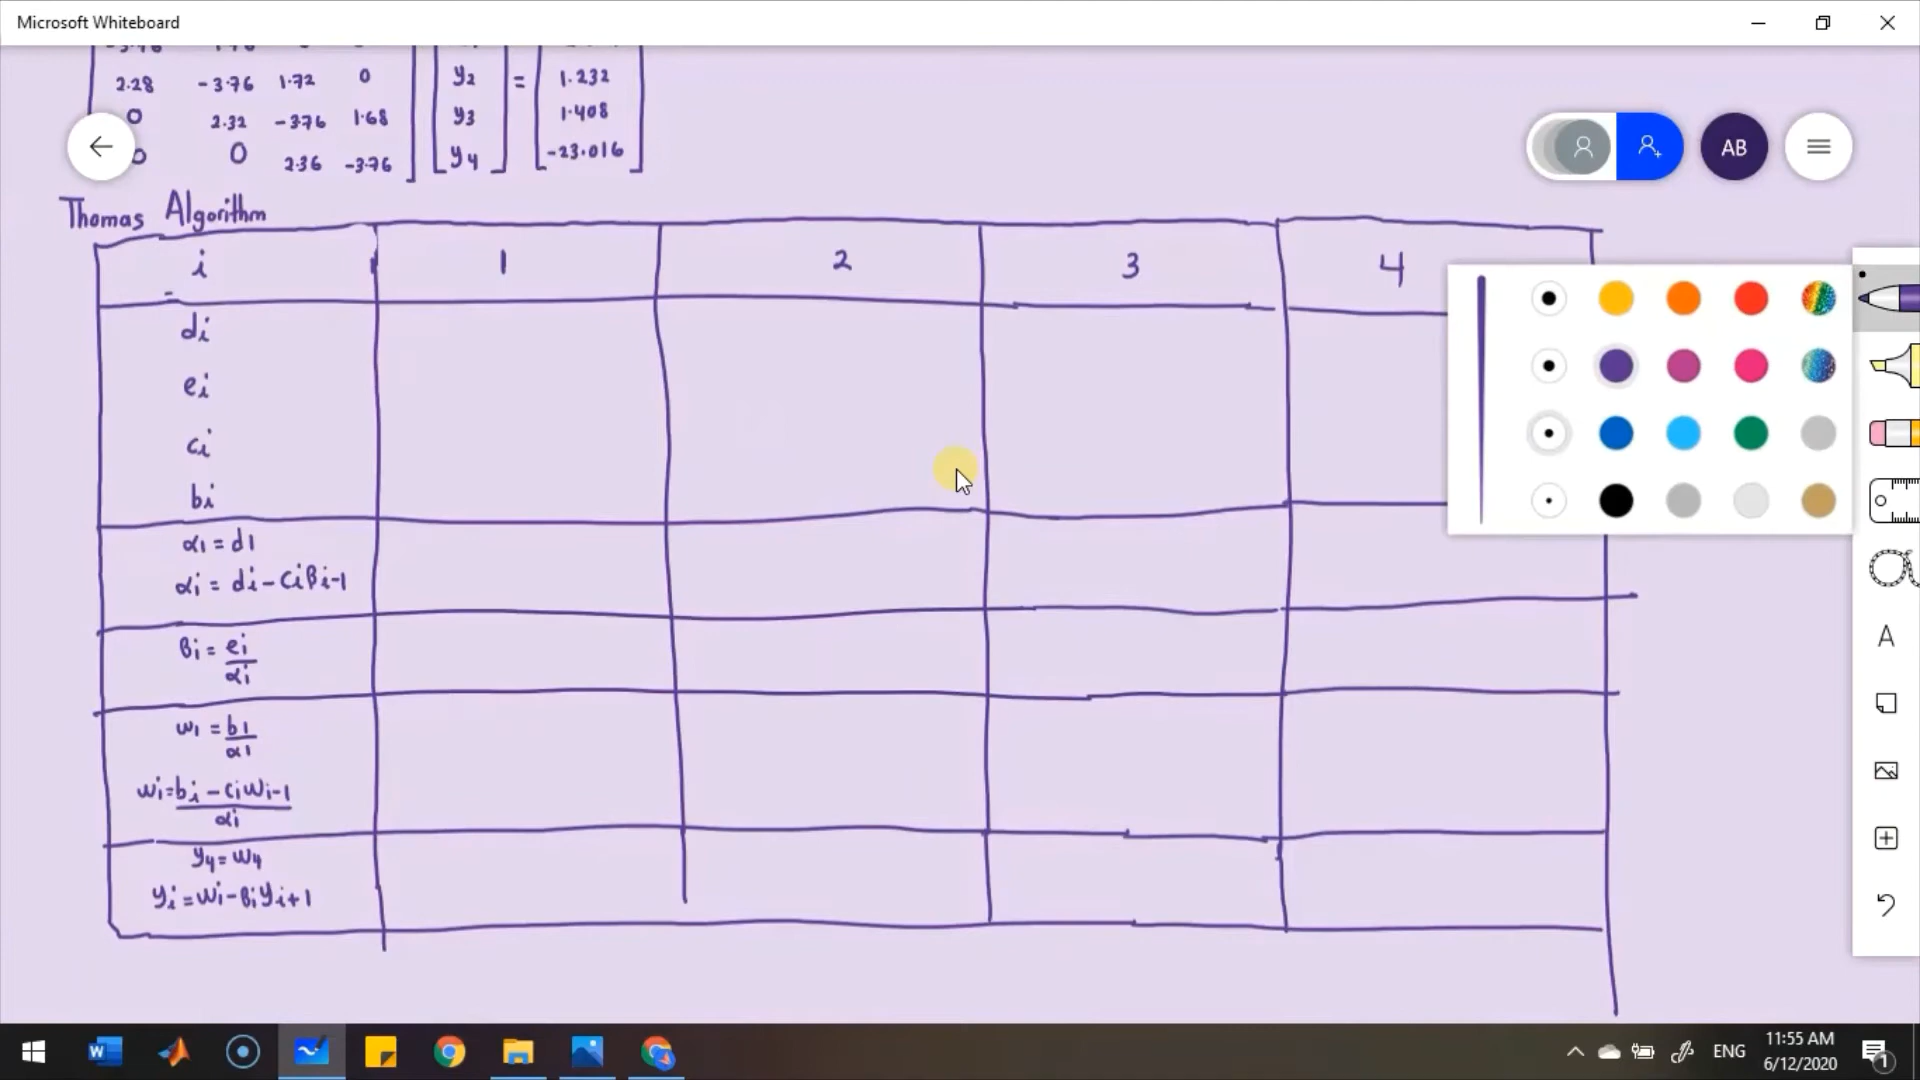 Microsoft Whiteboard
2.28 -3.76 1.72 0 y2 = 1.232
0 2.32 -3.76 1.68 y3 1.408
0 0 2.36 -3.76 y4 -23.016
Thomas Algorithm
i 1 2 3 4
di
ei
ci
bi
α1 = d1
αi = di - ciβi-1
βi = ei
αi
w1 = b1
α1
wi = bi - ciwi-1
αi
y4 = w4
yi = wi - βiyi+1
AB
A
ENG
11:55 AM
6/12/2020
1